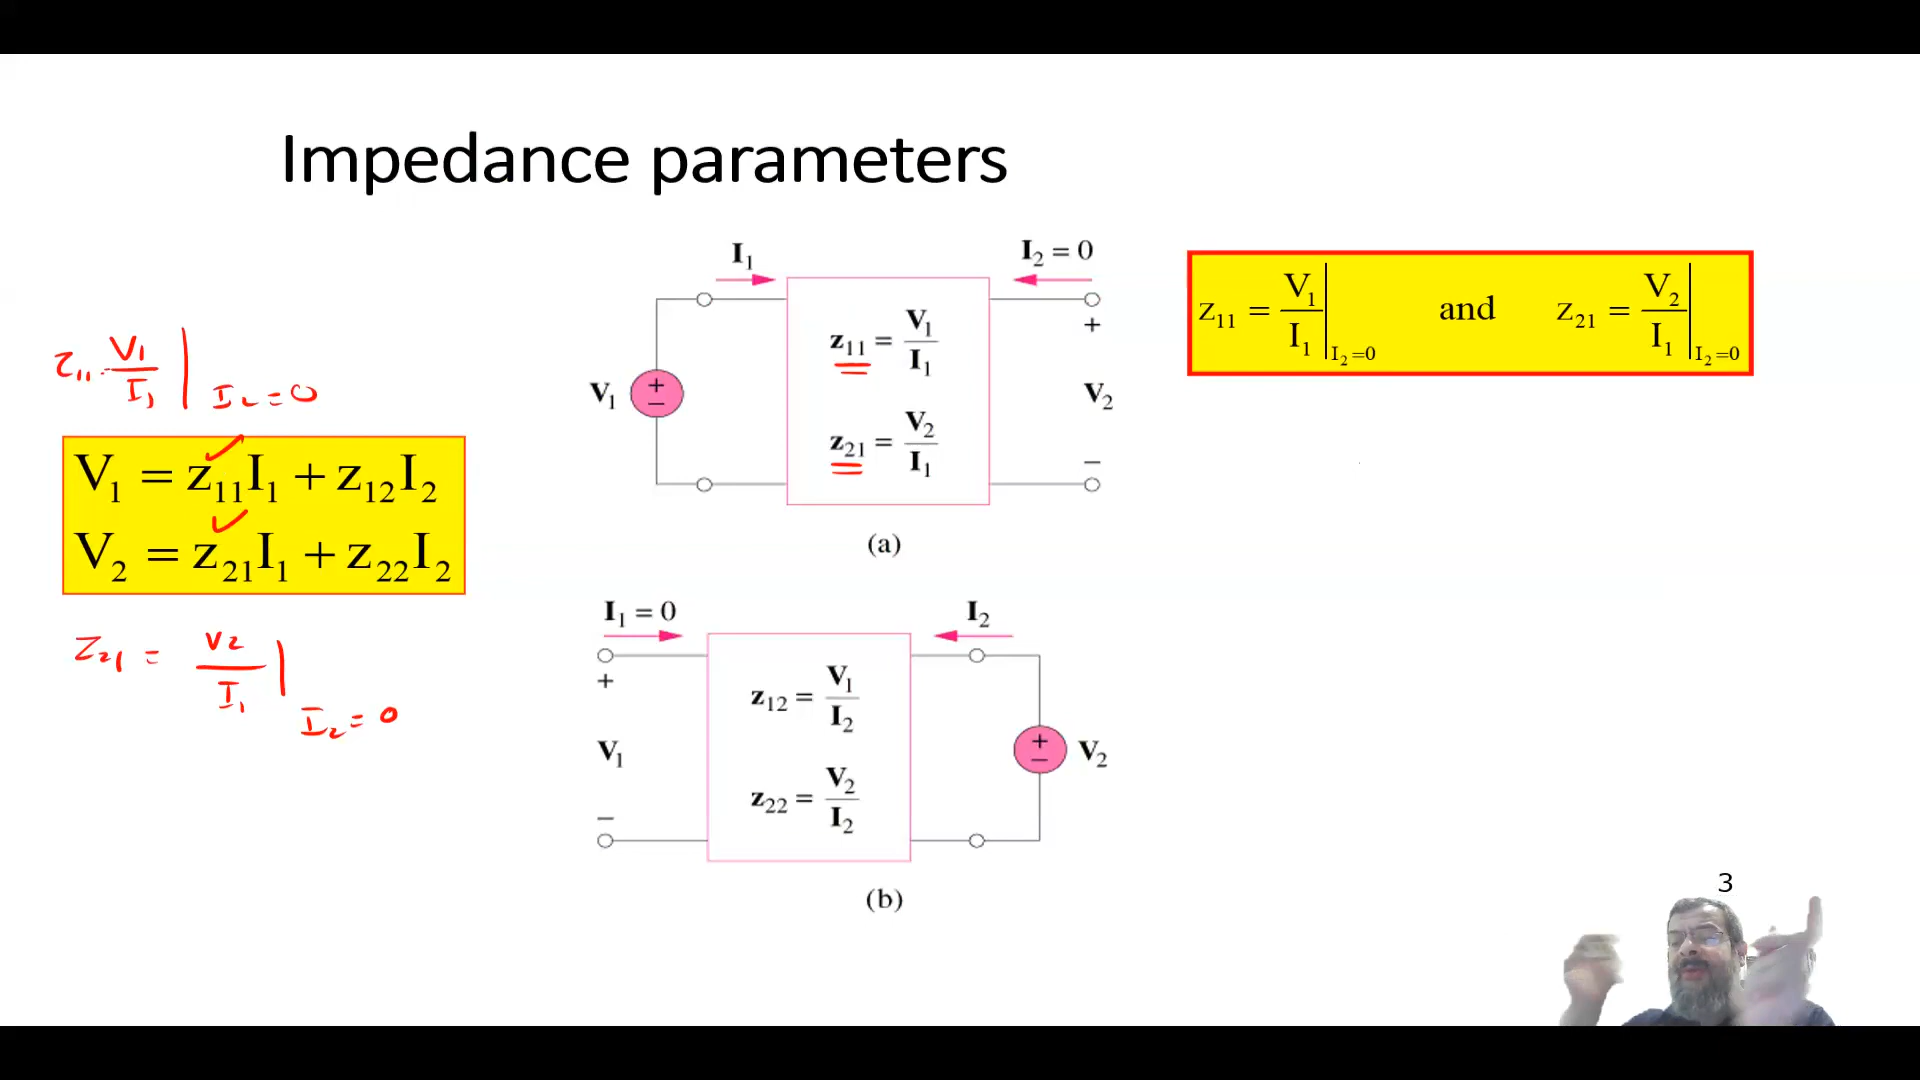 Impedance parameters
z11 = V1/I1 | I2 = 0
V1 = z11I1 + z12I2
V2 = z21I1 + z22I2
Z21 = V2/I1 | I2 = 0
I1
I2 = 0
V1
+
−
z11 = V1/I1
z21 = V2/I1
+
V2
−
(a)
I1 = 0
I2
+
V1
−
z12 = V1/I2
z22 = V2/I2
+
−
V2
(b)
z11 = V1/I1 | I2=0 and z21 = V2/I1 | I2=0
3